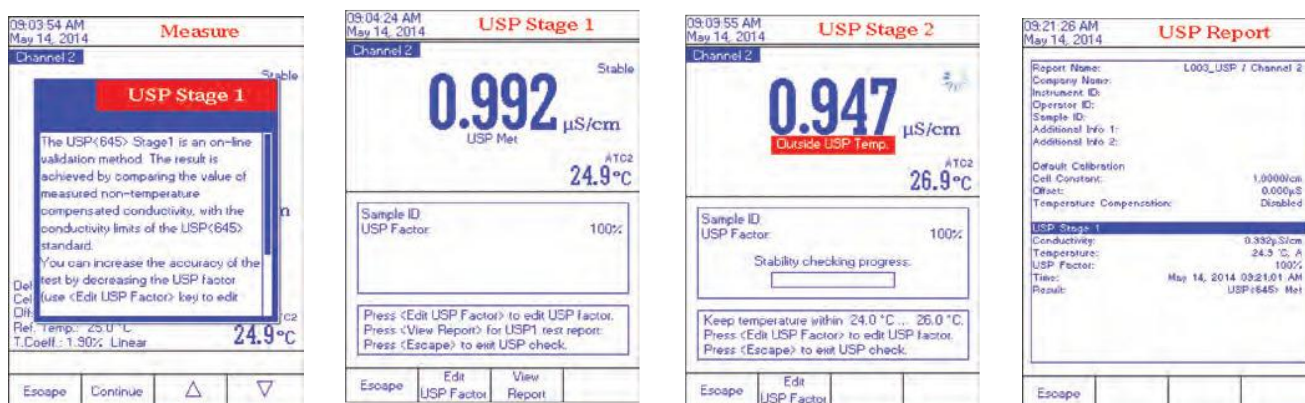 09:03:54 AM
May 14, 2014
Measure
Channel 2
Stable
USP Stage 1
The USP<645> Stage1 is an on-line
validation method. The result is
achieved by comparing the value of
measured non-temperature
compensated conductivity, with the
conductivity limits of the USP<645>
standard.
You can increase the accuracy of the
test by decreasing the USP factor
(use <Edit USP Factor> key to edit
Ref. Temp.: 25.0 °C
T.Coeff.: 1.90% Linear
24.9°C
Escape
Continue
09:04:24 AM
May 14, 2014
USP Stage 1
Channel 2
Stable
0.992 µS/cm
USP Met
ATC2
24.9°C
Sample ID
USP Factor: 100%
Press <Edit USP Factor> to edit USP factor.
Press <View Report> for USP1 test report.
Press <Escape> to exit USP check.
Escape
Edit
USP Factor
View
Report
09:09:55 AM
May 14, 2014
USP Stage 2
Channel 2
0.947 µS/cm
Outside USP Temp.
ATC2
26.9°C
Sample ID
USP Factor: 100%
Stability checking progress:
Keep temperature within 24.0 °C ... 26.0 °C.
Press <Edit USP Factor> to edit USP factor.
Press <Escape> to exit USP check.
Escape
Edit
USP Factor
09:21:26 AM
May 14, 2014
USP Report
Report Name: L003_USP / Channel 2
Company Name:
Instrument ID:
Operator ID:
Sample ID:
Additional Info 1:
Additional Info 2:
Default Calibration
Cell Constant: 1.0000/cm
Offset: 0.000µS
Temperature Compensation: Disabled
USP Stage 1
Conductivity: 0.992µS/cm
Temperature: 24.9 °C, A
USP Factor: 100%
Time: May 14, 2014 09:21:01 AM
Result: USP<645> Met
Escape